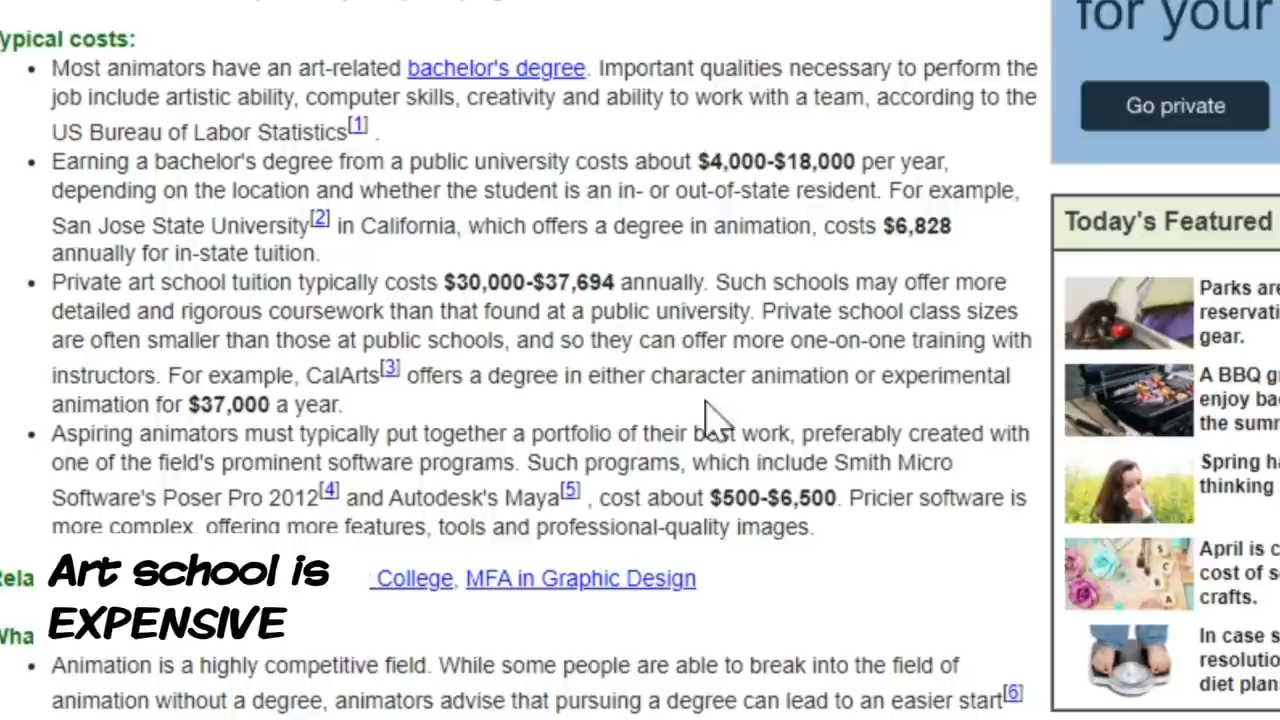 for your
Go private
ypical costs:
Most animators have an art-related bachelor's degree. Important qualities necessary to perform the
job include artistic ability, computer skills, creativity and ability to work with a team, according to the
US Bureau of Labor Statistics[1] .
Earning a bachelor's degree from a public university costs about $4,000-$18,000 per year,
depending on the location and whether the student is an in- or out-of-state resident. For example,
San Jose State University[2] in California, which offers a degree in animation, costs $6,828
annually for in-state tuition.
Private art school tuition typically costs $30,000-$37,694 annually. Such schools may offer more
detailed and rigorous coursework than that found at a public university. Private school class sizes
are often smaller than those at public schools, and so they can offer more one-on-one training with
instructors. For example, CalArts[3] offers a degree in either character animation or experimental
animation for $37,000 a year.
Aspiring animators must typically put together a portfolio of their best work, preferably created with
one of the field's prominent software programs. Such programs, which include Smith Micro
Software's Poser Pro 2012[4] and Autodesk's Maya[5] , cost about $500-$6,500. Pricier software is
more complex, offering more features, tools and professional-quality images.
Rela College, MFA in Graphic Design
Art school is
EXPENSIVE
Wha
Animation is a highly competitive field. While some people are able to break into the field of
animation without a degree, animators advise that pursuing a degree can lead to an easier start[6]
Today's Featured
Parks are
reservati
gear.
A BBQ g
enjoy ba
the sum
Spring h
thinking
April is c
cost of s
crafts.
In case s
resolutio
diet plan